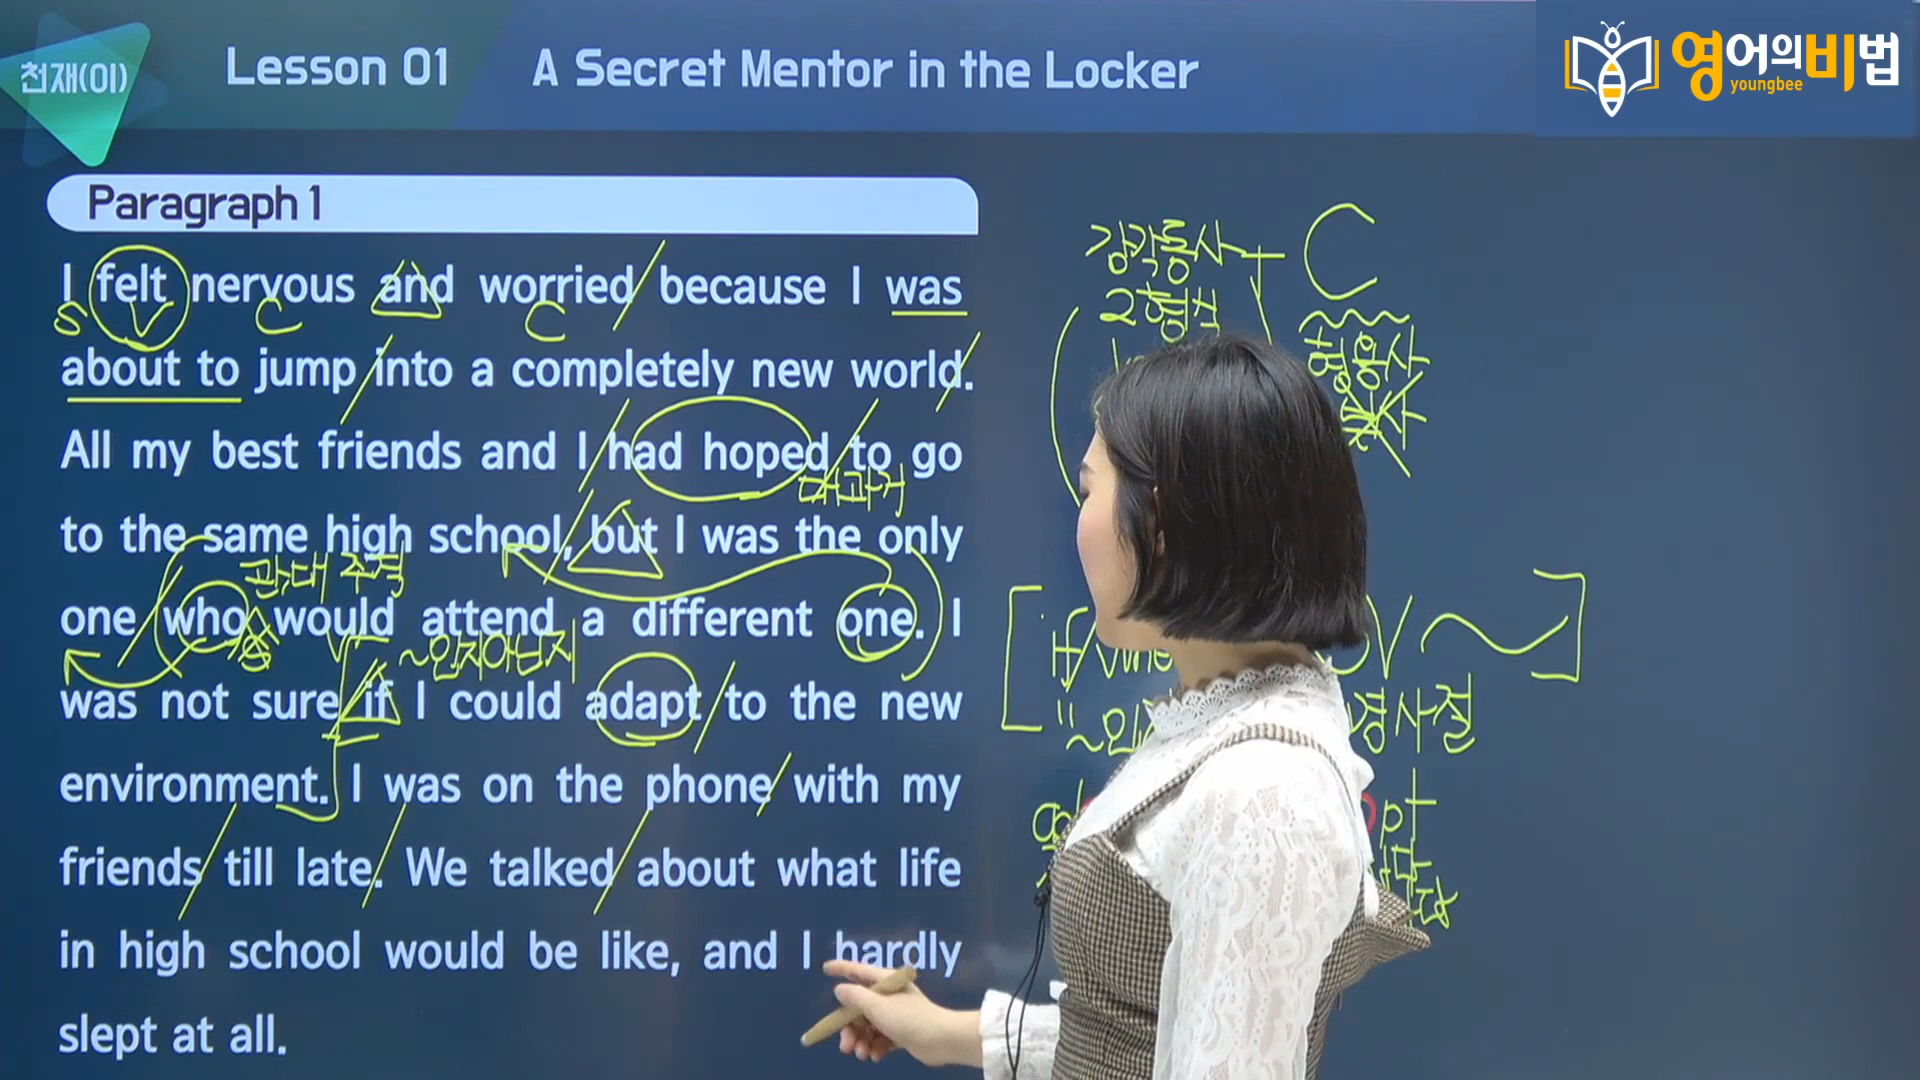 천재(이)
Lesson 01 A Secret Mentor in the Locker
영어의비법
youngbee
Paragraph 1
I felt nervous and worried because I was
S V C C
about to jump into a completely new world.
All my best friends and I had hoped to go
대과거
to the same high school, but I was the only
관.대 주격
one who would attend a different one. I
V ~인지아닌지
was not sure if I could adapt to the new
environment. I was on the phone with my
friends till late. We talked about what life
in high school would be like, and I hardly
slept at all.
감각동사 + C
2형식
형용사
부사
if/
V